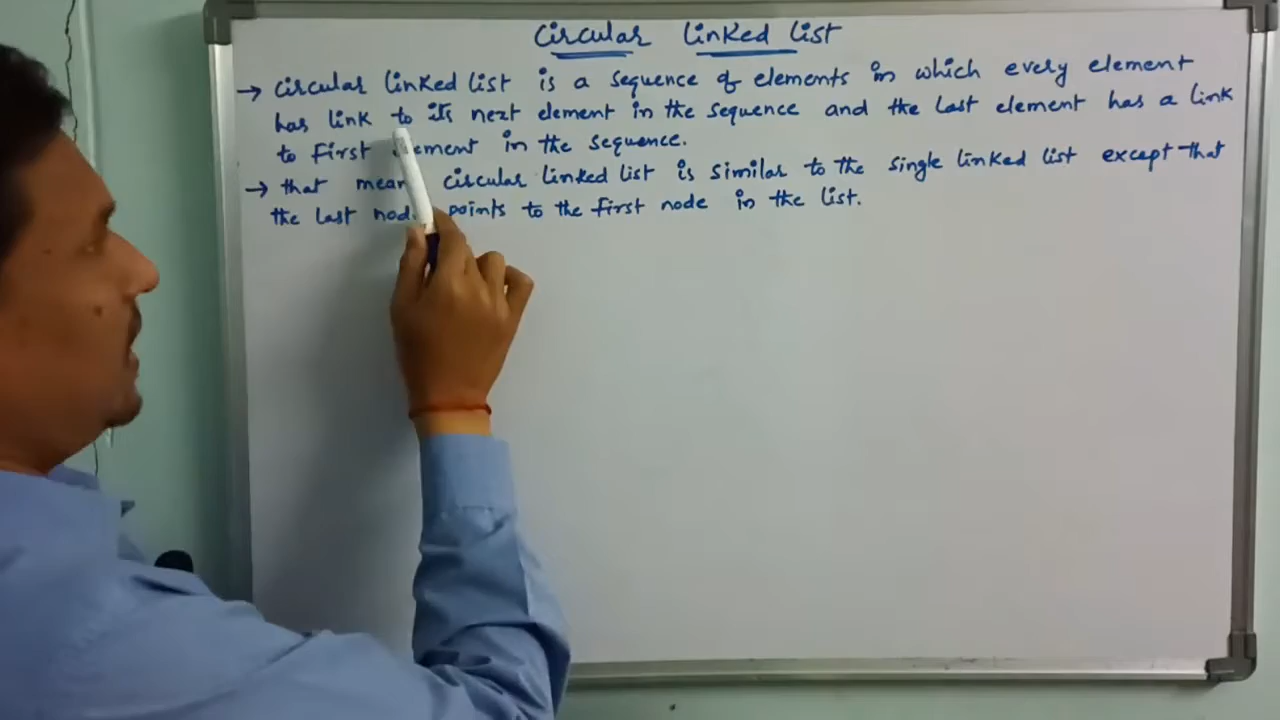 Circular Linked List
→ Circular Linked List is a sequence of elements in which every element
has link to its next element in the sequence and the Last element has a link
to First element in the sequence.
→ that mean circular linked list is similar to the single linked list except that
the last node points to the first node in the list.